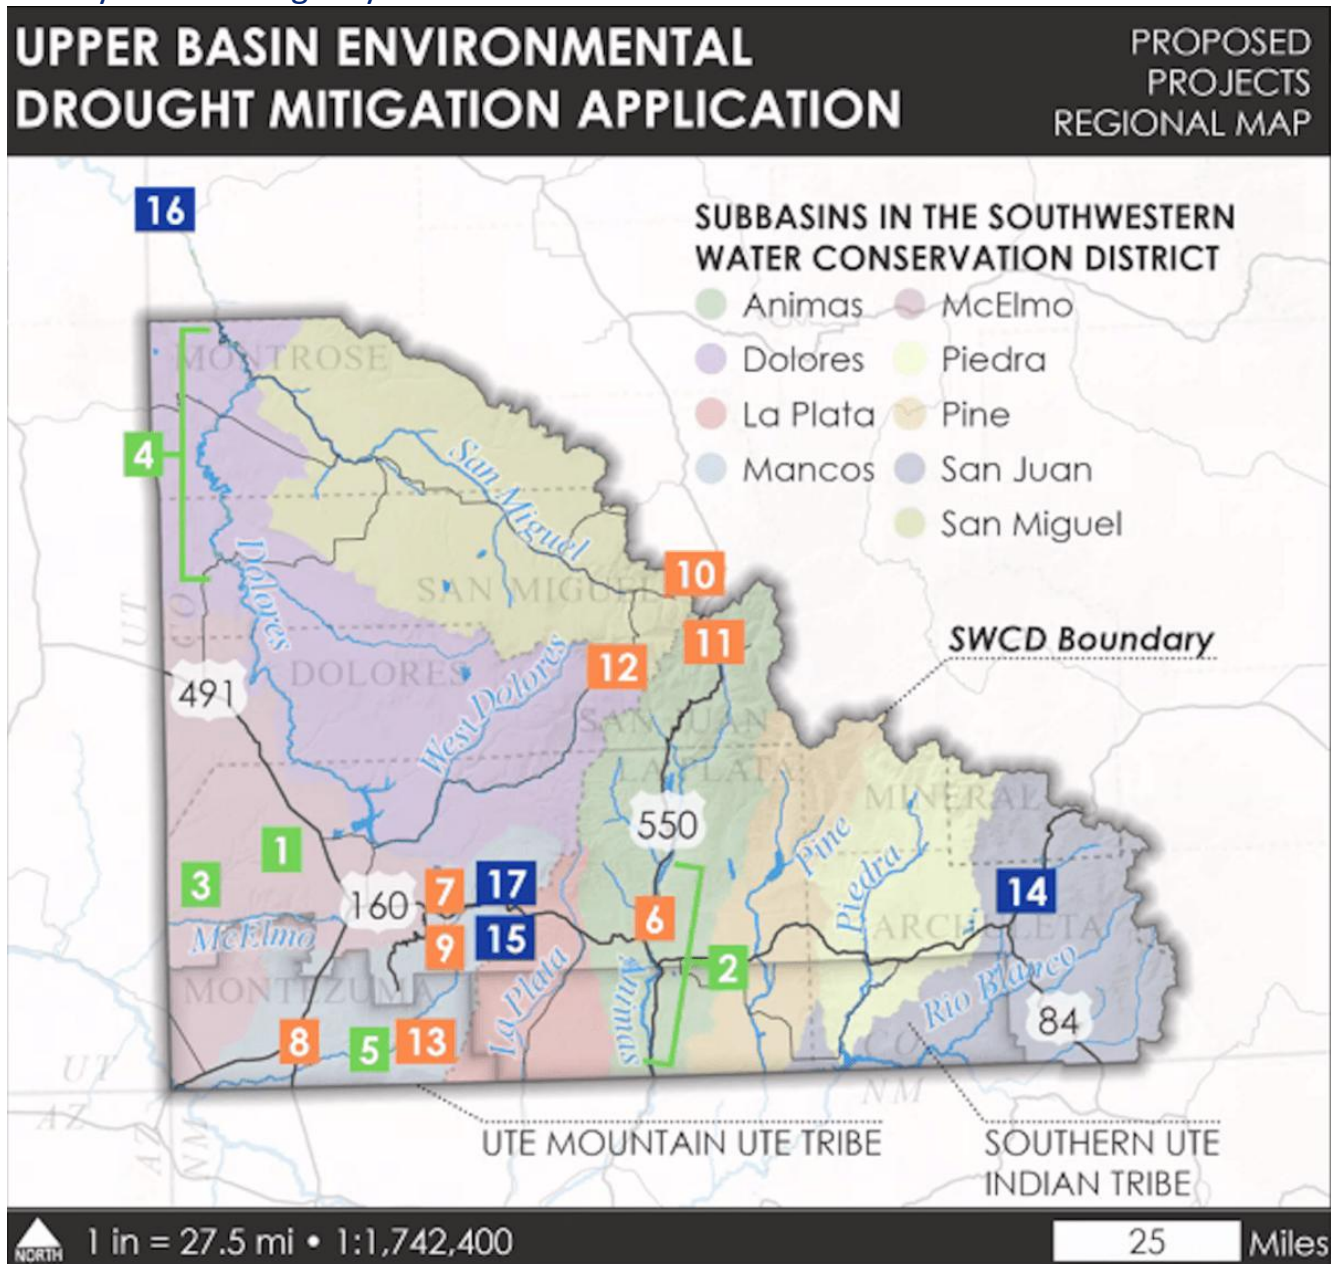 UPPER BASIN ENVIRONMENTAL
DROUGHT MITIGATION APPLICATION
PROPOSED
PROJECTS
REGIONAL MAP
16
SUBBASINS IN THE SOUTHWESTERN
WATER CONSERVATION DISTRICT
Animas
McElmo
Dolores
Piedra
La Plata
Pine
Mancos
San Juan
San Miguel
MONTROSE
4
San Miguel
Dolores
10
SAN MIGUEL
UT
CO
11
SWCD Boundary
12
DOLORES
491
West Dolores
SAN JUAN
LA PLATA
MINERAL
550
1
Pine
3
Piedra
7
17
14
160
6
ARCHULETA
McElmo
9
15
2
MONTEZUMA
La Plata
Animas
Rio Blanco
8
5
13
84
CO
NM
UT
AZ
AZ
NM
UTE MOUNTAIN UTE TRIBE
SOUTHERN UTE
INDIAN TRIBE
NORTH
1 in = 27.5 mi • 1:1,742,400
25
Miles